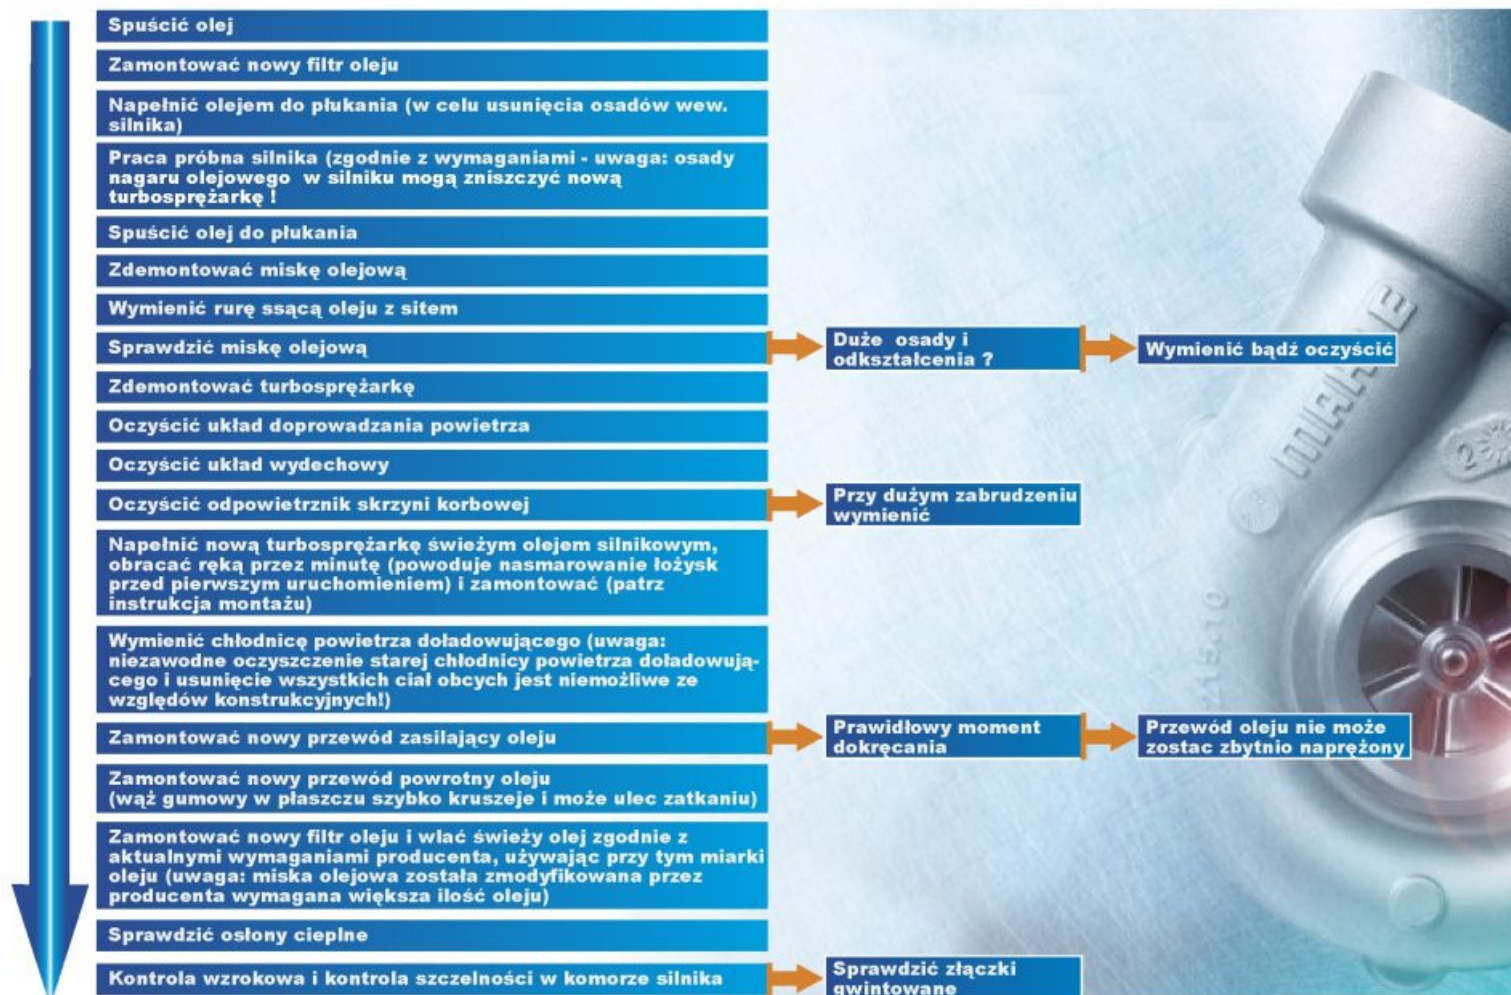 Spuścić olej
Zamontować nowy filtr oleju
Napełnić olejem do płukania (w celu usunięcia osadów wew.
silnika)
Praca próbna silnika (zgodnie z wymaganiami - uwaga: osady
nagaru olejowego w silniku mogą zniszczyć nową
turbosprężarkę !
Spuścić olej do płukania
Zdemontować miskę olejową
Wymienić rurę ssącą oleju z sitem
Sprawdzić miskę olejową
Duże osady i
odkształcenia ?
Wymienić bądź oczyścić
Zdemontować turbosprężarkę
Oczyścić układ doprowadzania powietrza
Oczyścić układ wydechowy
Oczyścić odpowietrznik skrzyni korbowej
Przy dużym zabrudzeniu
wymienić
Napełnić nową turbosprężarkę świeżym olejem silnikowym,
obracać ręką przez minutę (powoduje nasmarowanie łożysk
przed pierwszym uruchomieniem) i zamontować (patrz
instrukcja montażu)
Wymienić chłodnicę powietrza doładowującego (uwaga:
niezawodne oczyszczenie starej chłodnicy powietrza doładowują-
cego i usunięcie wszystkich ciał obcych jest niemożliwe ze
względów konstrukcyjnych!)
Zamontować nowy przewód zasilający oleju
Prawidłowy moment
dokręcania
Przewód oleju nie może
zostac zbytnio naprężony
Zamontować nowy przewód powrotny oleju
(wąż gumowy w płaszczu szybko kruszeje i może ulec zatkaniu)
Zamontować nowy filtr oleju i wlać świeży olej zgodnie z
aktualnymi wymaganiami producenta, używając przy tym miarki
oleju (uwaga: miska olejowa została zmodyfikowana przez
producenta wymagana większa ilość oleju)
Sprawdzić osłony cieplne
Kontrola wzrokowa i kontrola szczelności w komorze silnika
Sprawdzić złączki
gwintowane
MAHLE